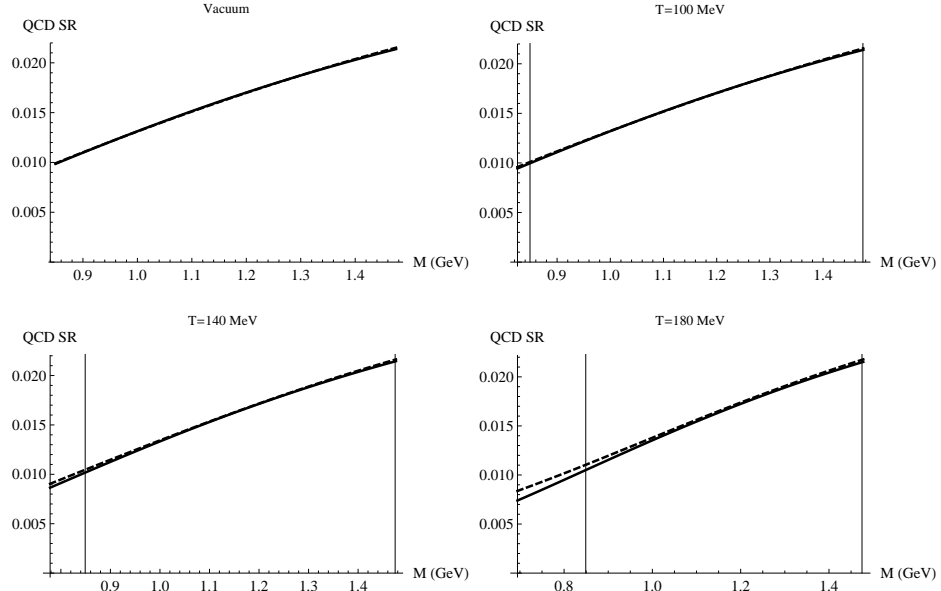 Vacuum
QCD SR
0.020
0.015
0.010
0.005
0.9 1.0 1.1 1.2 1.3 1.4
M (GeV)
T=100 MeV
QCD SR
0.020
0.015
0.010
0.005
0.9 1.0 1.1 1.2 1.3 1.4
M (GeV)
T=140 MeV
QCD SR
0.020
0.015
0.010
0.005
0.9 1.0 1.1 1.2 1.3 1.4
M (GeV)
T=180 MeV
QCD SR
0.020
0.015
0.010
0.005
0.8 1.0 1.2 1.4
M (GeV)